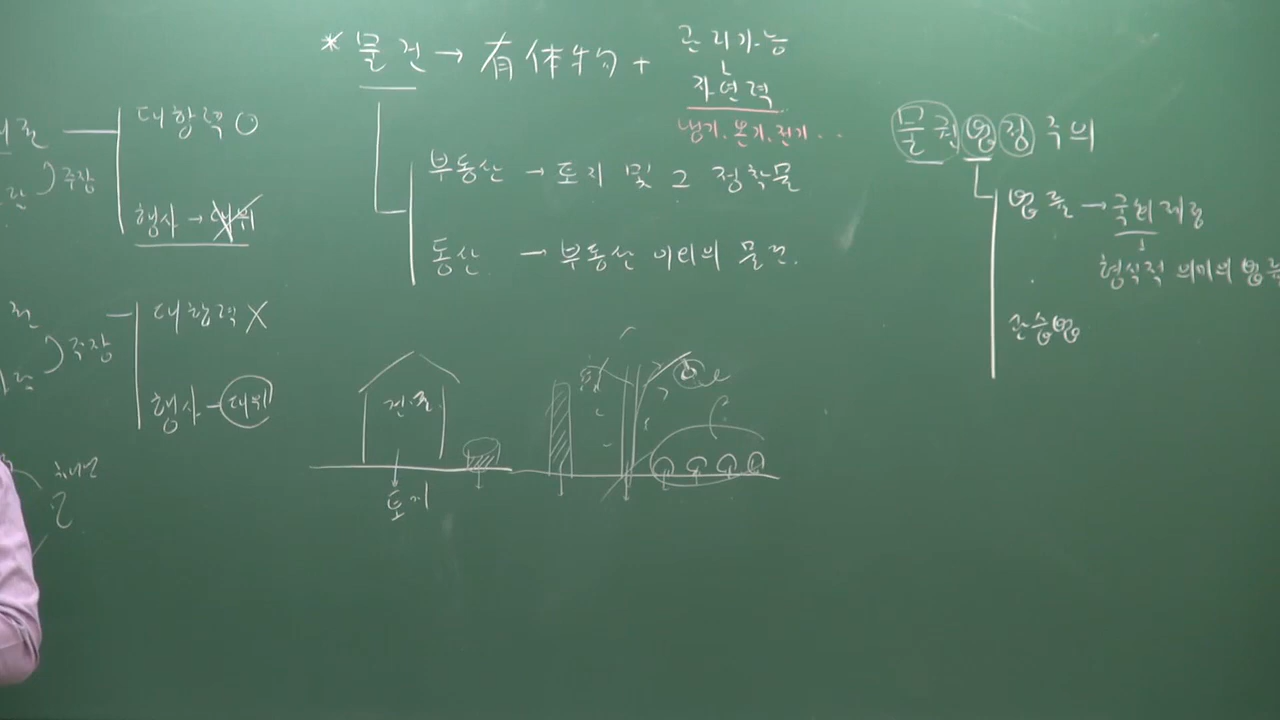 * 물건 → 有体物 + 관리가능
자연력
냉기.온기.전기...
부동산 → 토지 및 그 정착물
동산 → 부동산 이외의 물건.
대항력 O
주장
행사 → 대위
대항력 X
주장
행사 - 대위
건물
토지
물권법정주의
법률 → 국회제정
형식적 의미의 법률
관습법